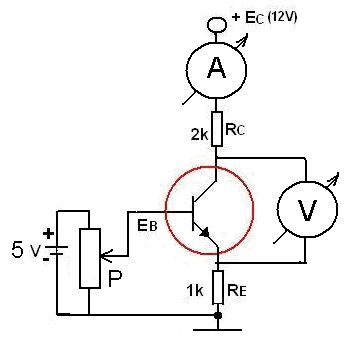 + EC (12V)
A
2k RC
V
EB
+
5 V
-
P
1k RE